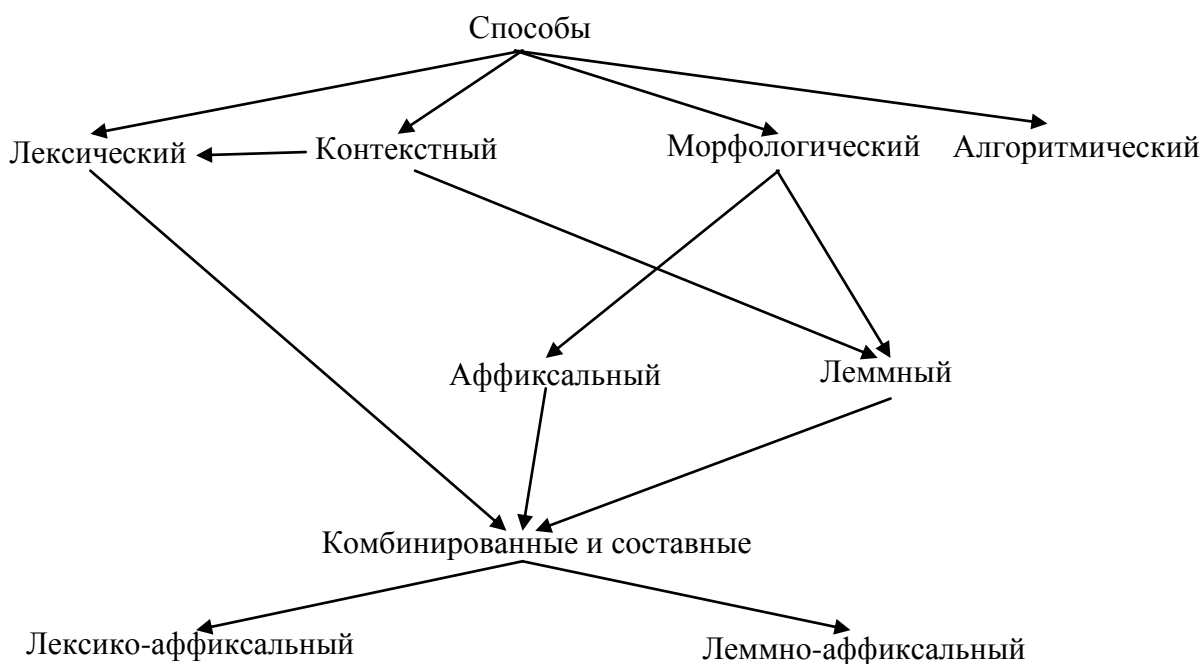 Способы
Лексический
Контекстный
Морфологический
Алгоритмический
Аффиксальный
Леммный
Комбинированные и составные
Лексико-аффиксальный
Леммно-аффиксальный